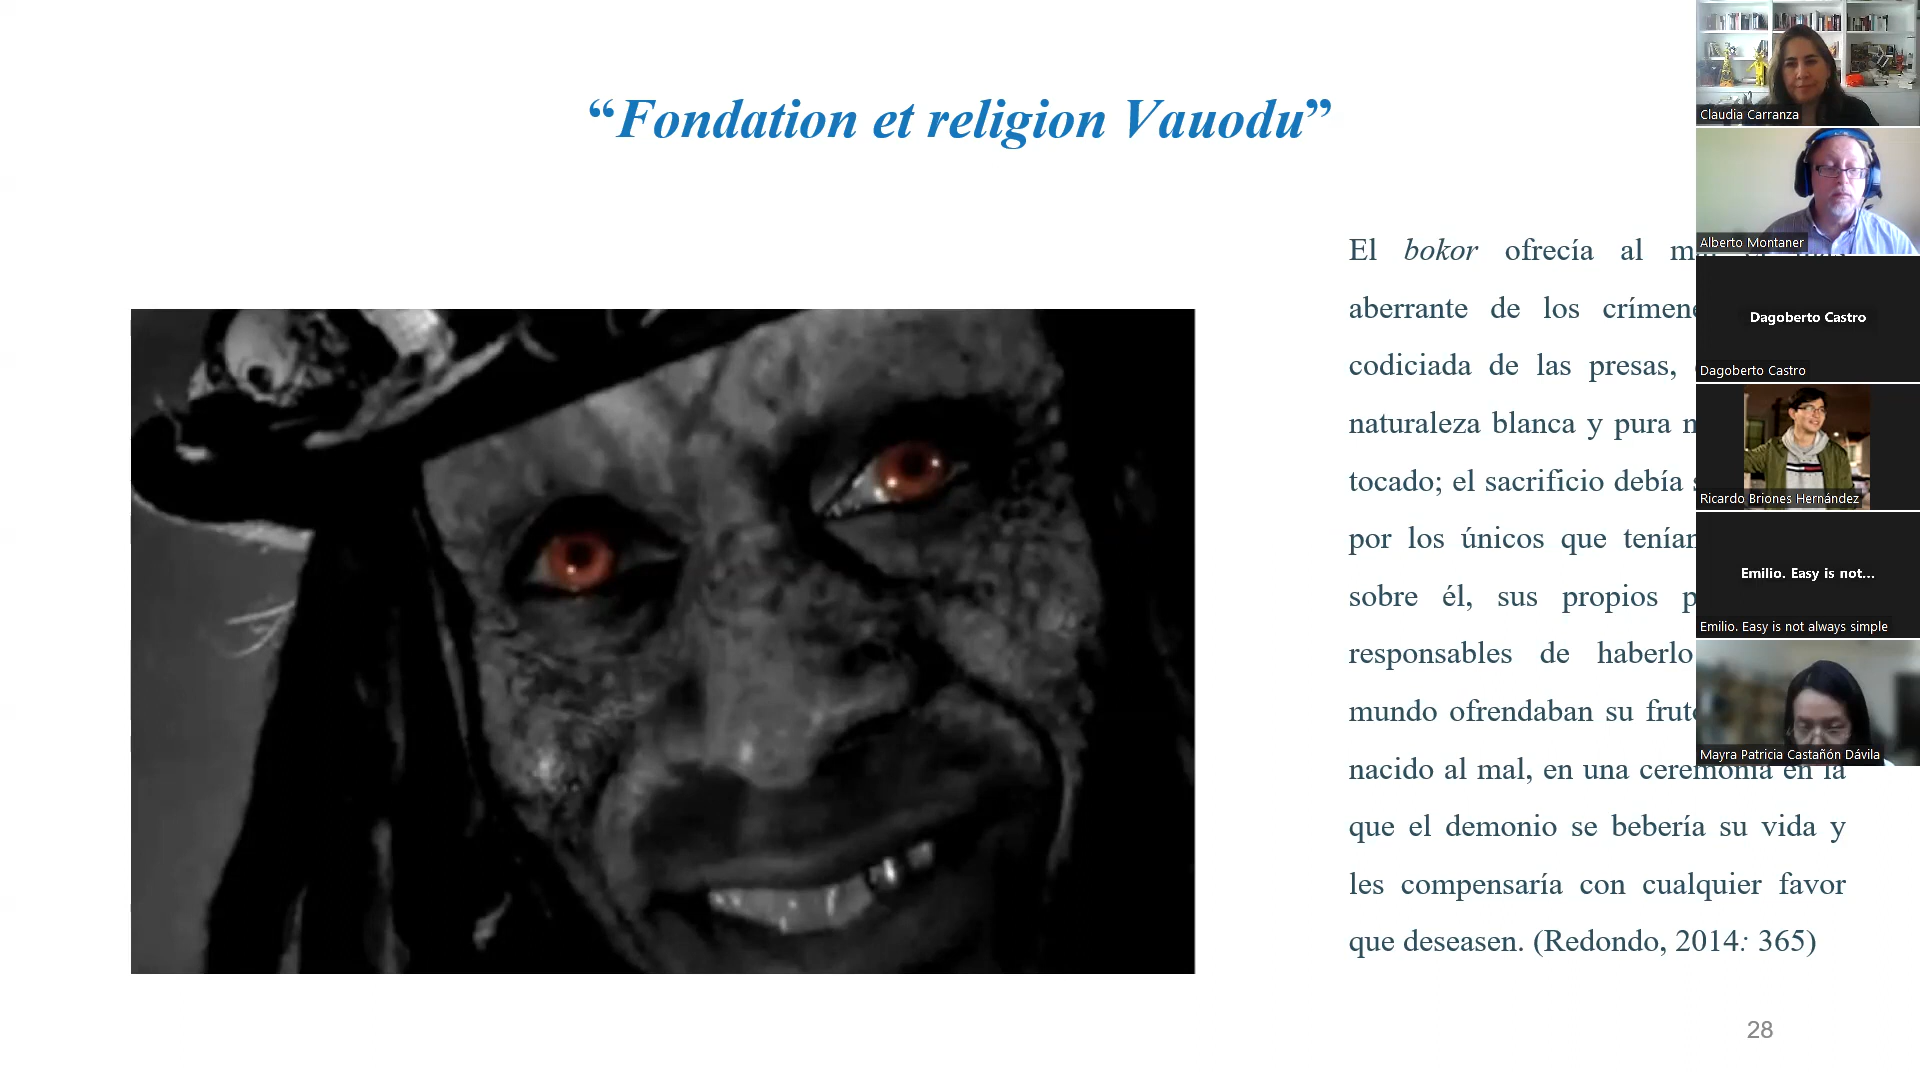 “Fondation et religion Vauodu”
El bokor ofrecía al
aberrante de los
codiciada de las presas,
naturaleza blanca y pura
tocado; el sacrificio debía
por los únicos que
sobre él, sus propios
responsables de haberlo
mundo ofrendaban su
nacido al mal, en una ceremonia en la
que el demonio se bebería su vida y
les compensaría con cualquier favor
que deseasen. (Redondo, 2014: 365)
28
Claudia Carranza
Alberto Montaner
Dagoberto Castro
Dagoberto Castro
Ricardo Briones Hernández
Emilio. Easy is not...
Emilio. Easy is not always simple
Mayra Patricia Castañón Dávila